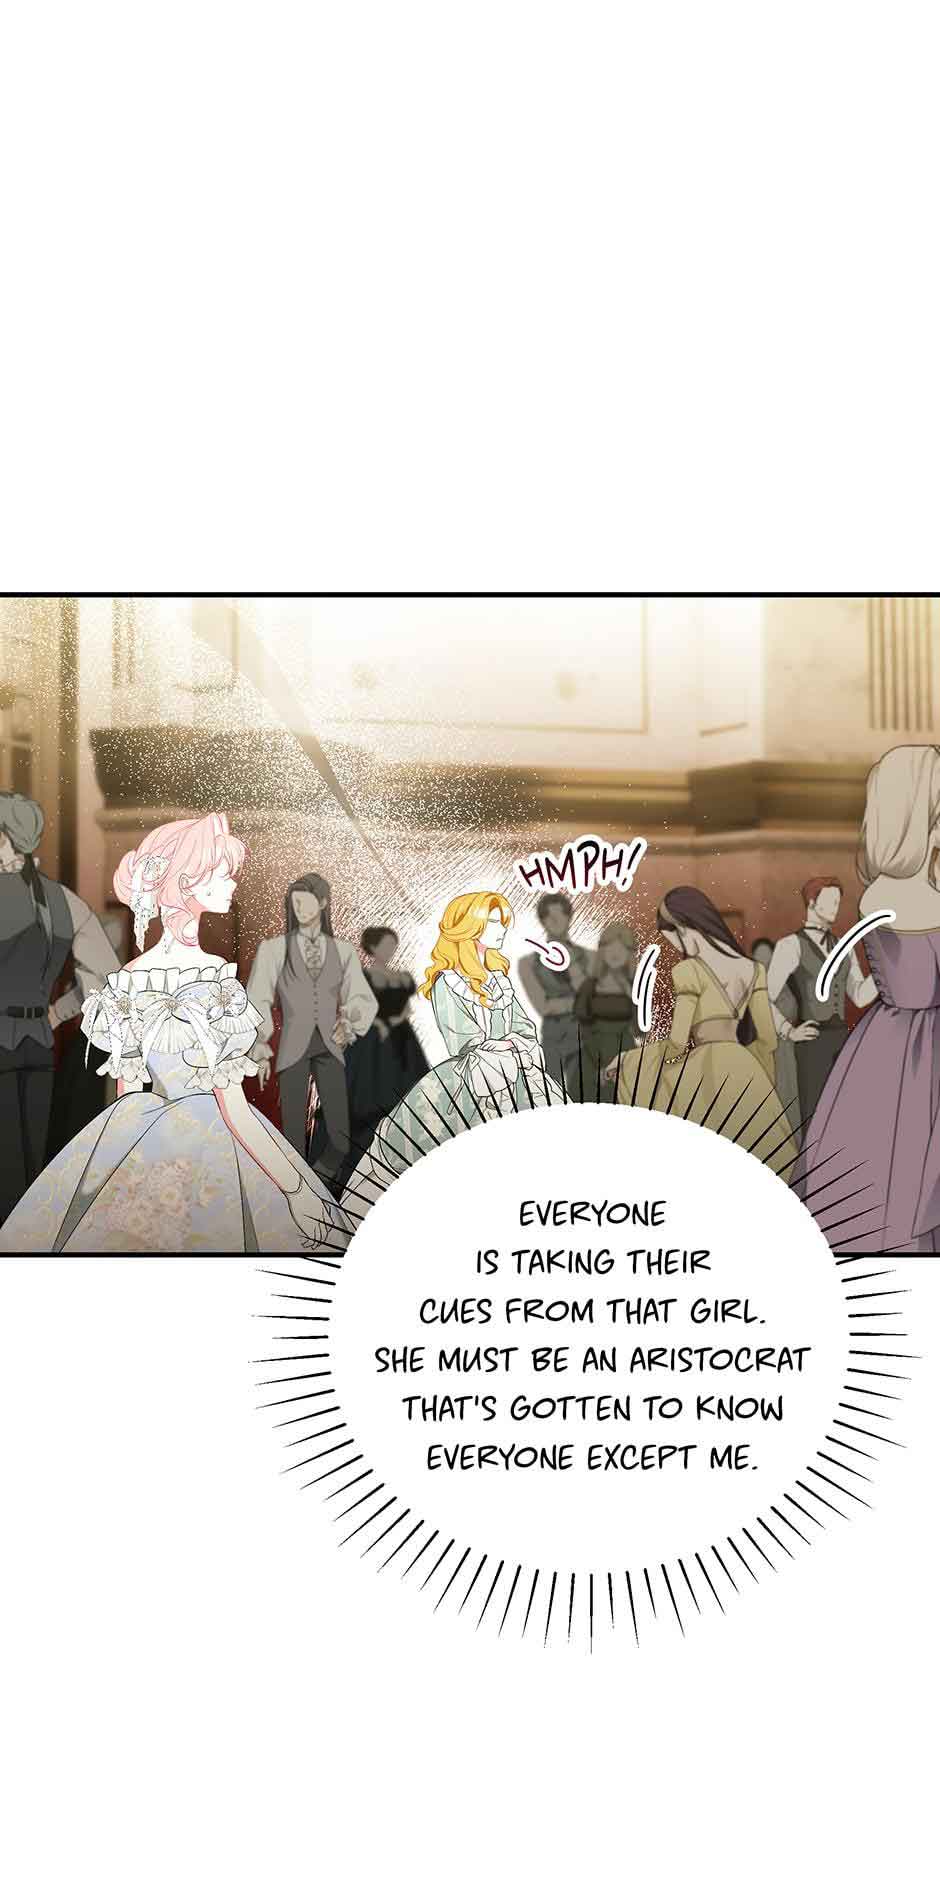 HMPH!
EVERYONE
IS TAKING THEIR
CUES FROM THAT GIRL.
SHE MUST BE AN ARISTOCRAT
THAT'S GOTTEN TO KNOW
EVERYONE EXCEPT ME.